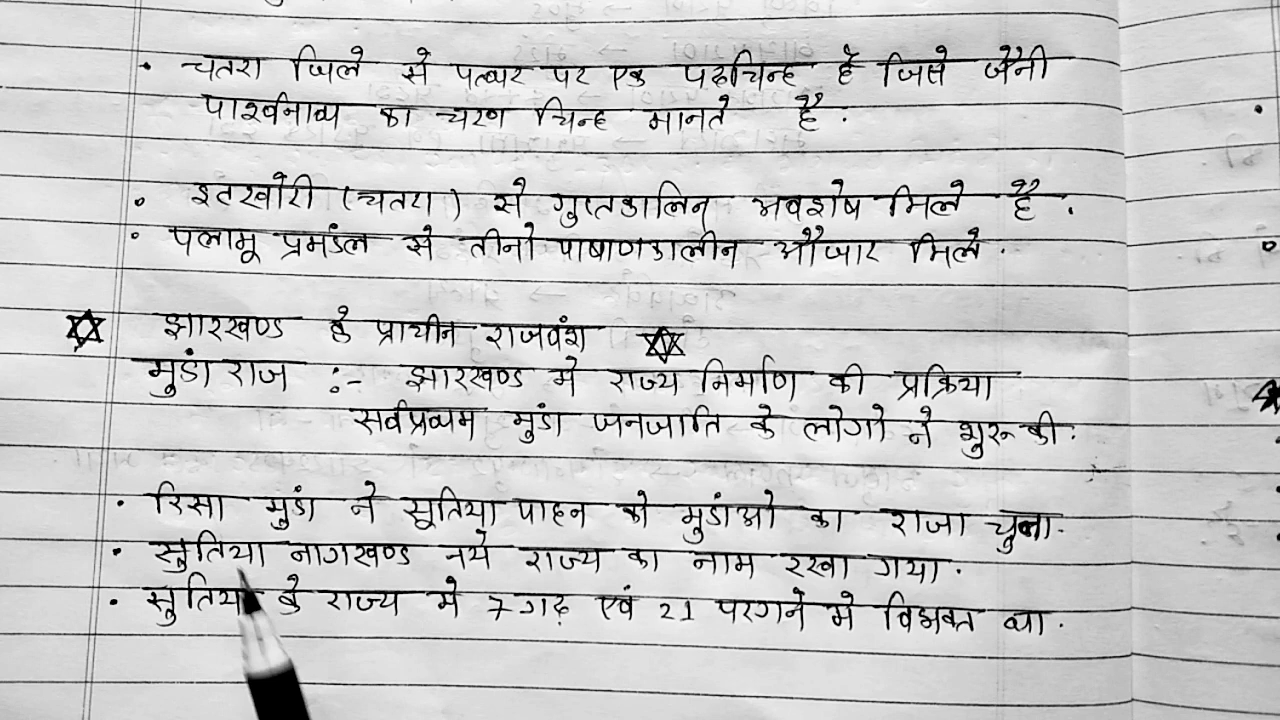 • चतरा जिले से पत्थर पर एक पदचिन्ह है जिसे जैनी
पार्श्वनाथ का चरण चिन्ह मानते है.
• इटखोरी (चतरा) से गुप्तकालिन अवशेष मिले है.
• पलामू प्रमंडल से तीनो पाषाणकालीन औजार मिले.
झारखण्ड के प्राचीन राजवंश
मुडां राज :- झारखण्ड मे राज्य निर्माण की प्रक्रिया
सर्वप्रथम मुडां जनजाति के लोगो ने शुरू की.
• रिसा मुडां ने सुतिया पाहन को मुडांओ का राजा चुना.
• सुतिया नागखण्ड नये राज्य का नाम रखा गया.
• सुतिया के राज्य मे 7 गढ़ एवं 21 परगने मे विभक्त था.